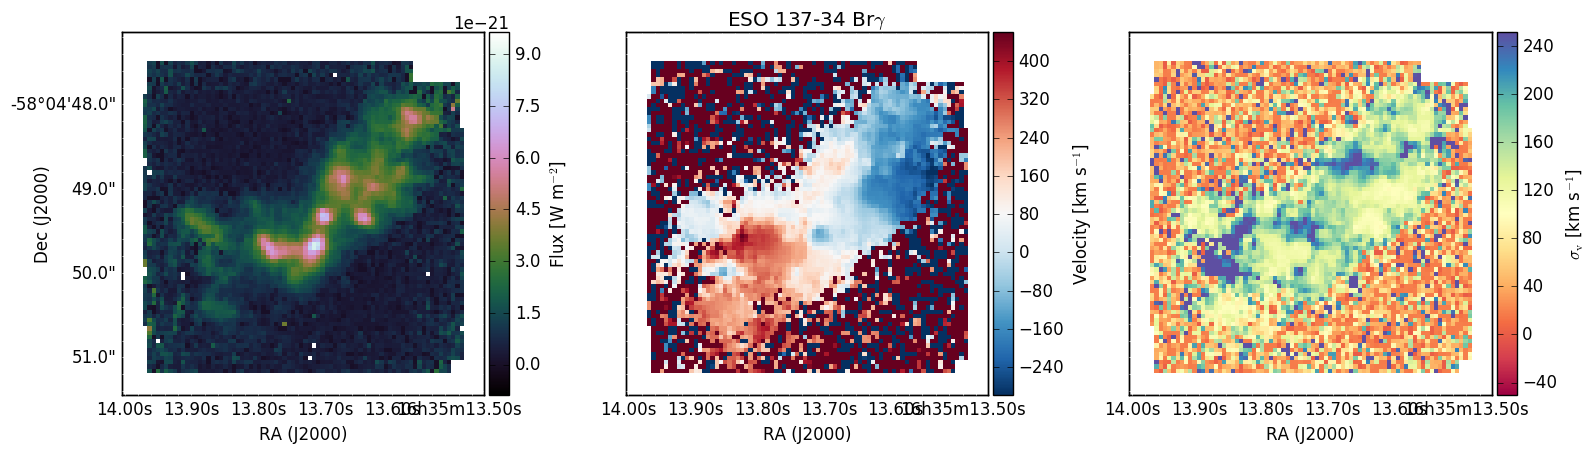 ESO 137-34 Brγ
1e−21
-58°04'48.0"
49.0"
50.0"
51.0"
Dec (J2000)
14.00s 13.90s 13.80s 13.70s 13.60s 16h35m13.50s
RA (J2000)
9.0
7.5
6.0
4.5
3.0
1.5
0.0
Flux [W m⁻²]
14.00s 13.90s 13.80s 13.70s 13.60s 16h35m13.50s
RA (J2000)
400
320
240
160
80
0
−80
−160
−240
Velocity [km s⁻¹]
14.00s 13.90s 13.80s 13.70s 13.60s 16h35m13.50s
RA (J2000)
240
200
160
120
80
40
0
−40
σᵥ [km s⁻¹]